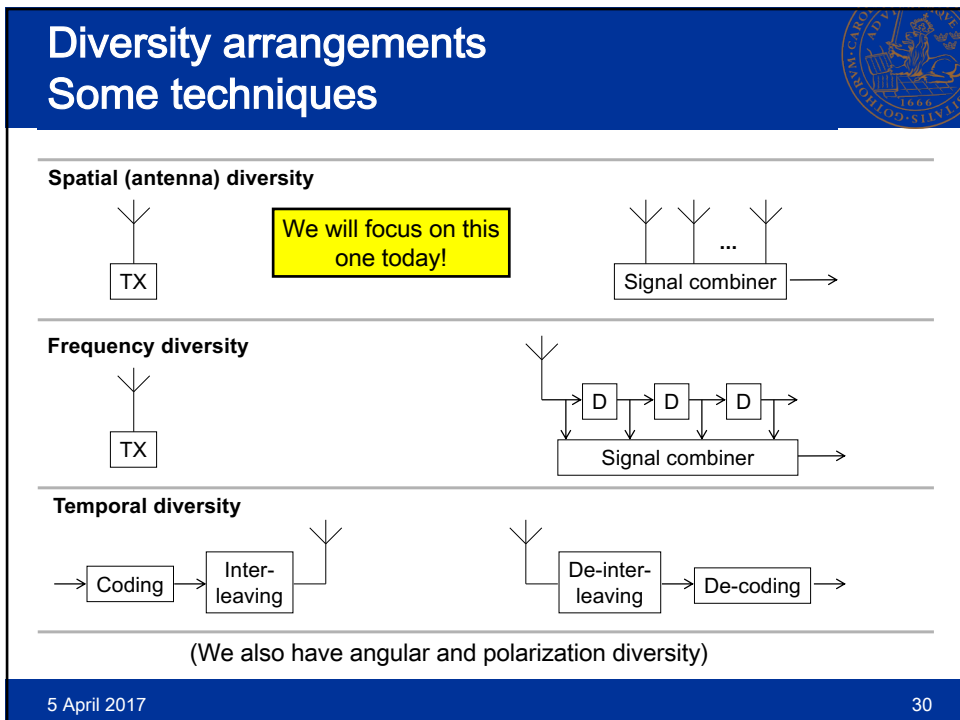 Diversity arrangements
Some techniques
1666
Spatial (antenna) diversity
We will focus on this
one today!
...
TX
Signal combiner
Frequency diversity
D
D
D
TX
Signal combiner
Temporal diversity
Coding
Inter-
leaving
De-inter-
leaving
De-coding
(We also have angular and polarization diversity)
5 April 2017
30